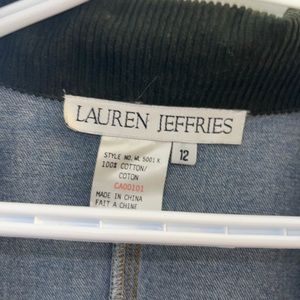 LAUREN JEFFRIES
12
STYLE NO. WL 5001 K
100% COTTON/
COTON
CA00101
MADE IN CHINA
FAIT A CHINE